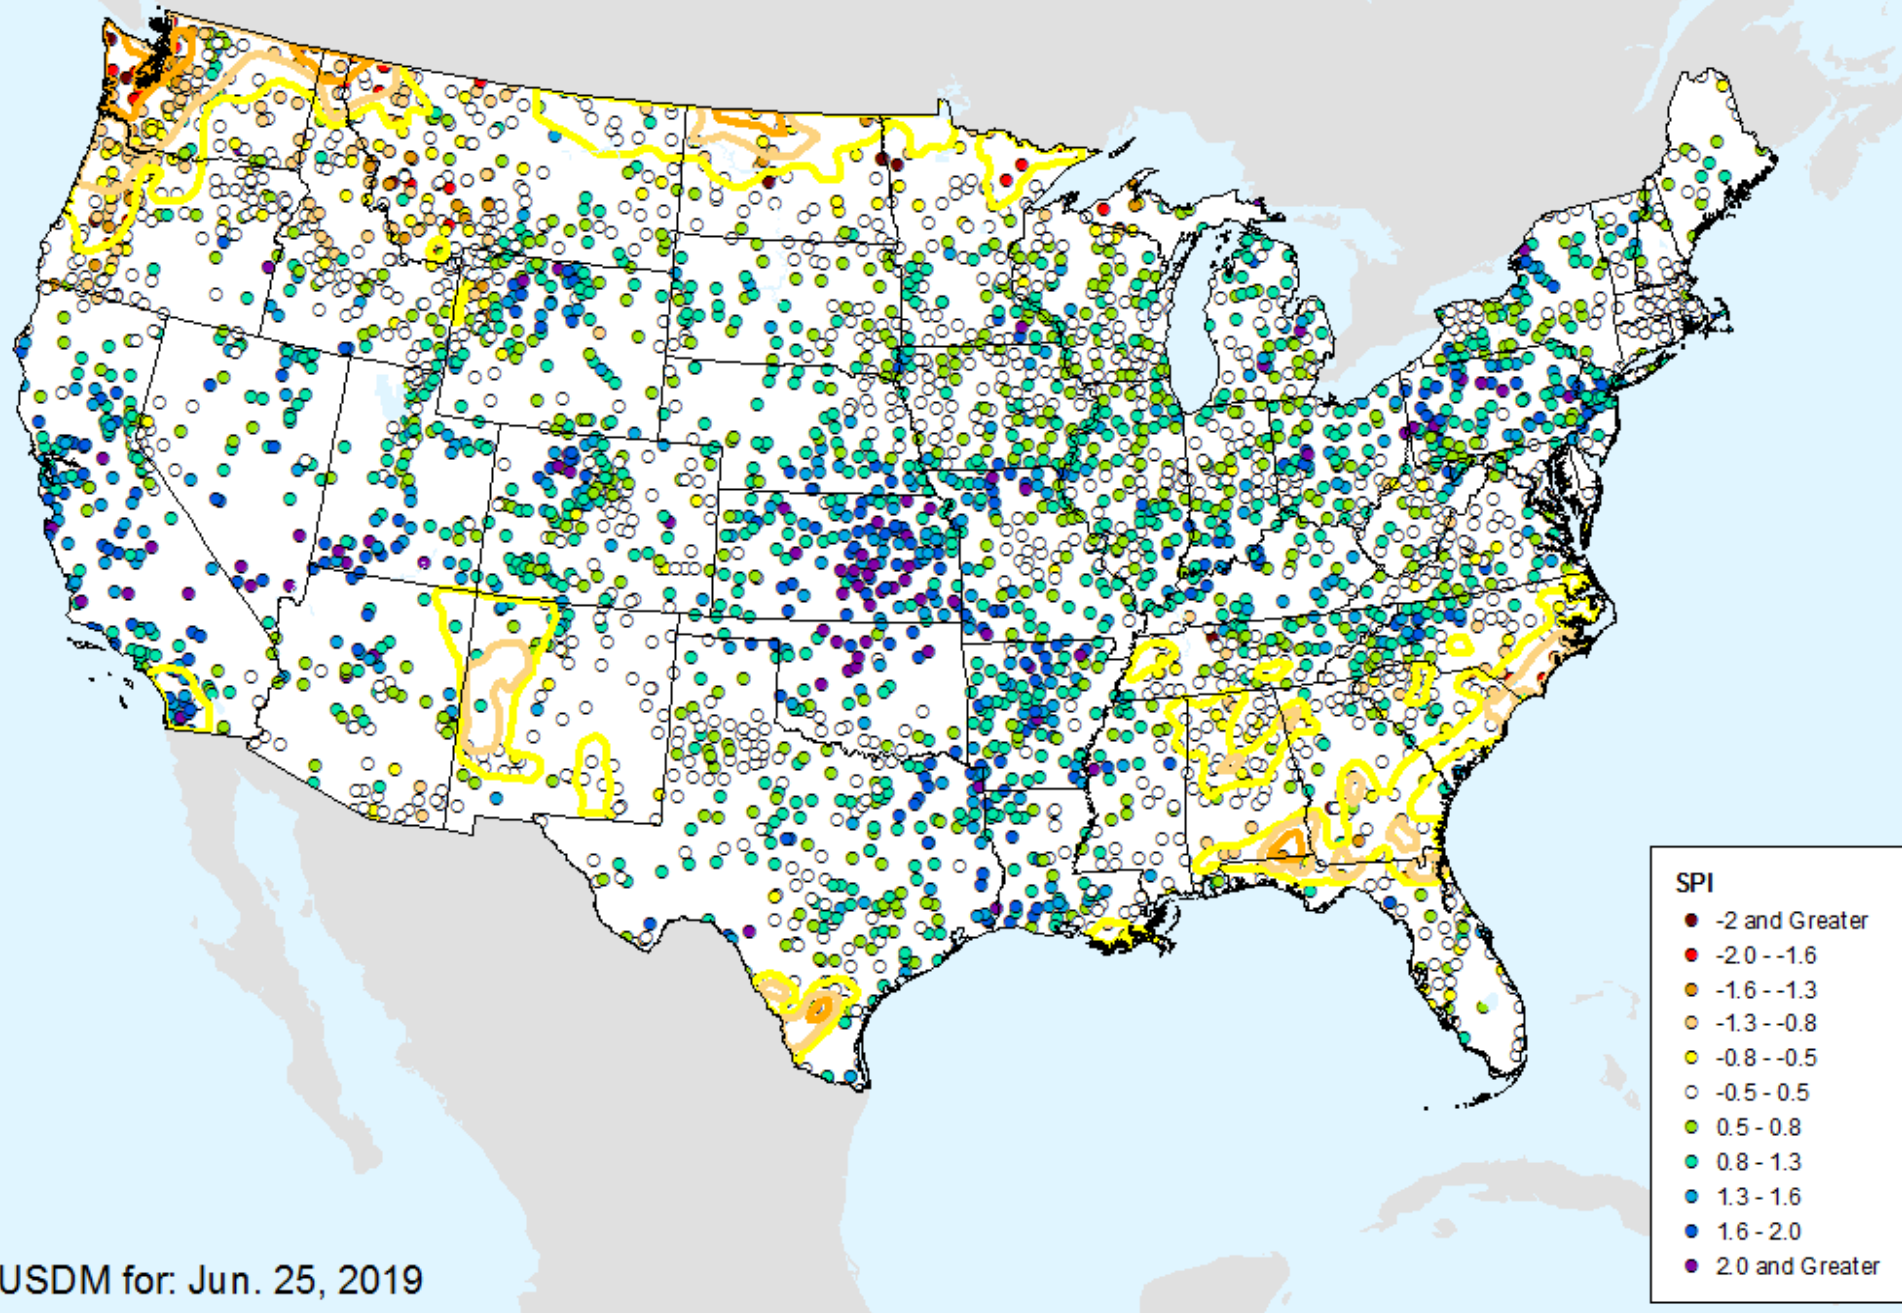 SPI
-2 and Greater
-2.0 - -1.6
-1.6 - -1.3
-1.3 - -0.8
-0.8 - -0.5
-0.5 - 0.5
0.5 - 0.8
0.8 - 1.3
1.3 - 1.6
1.6 - 2.0
2.0 and Greater
USDM for: Jun. 25, 2019